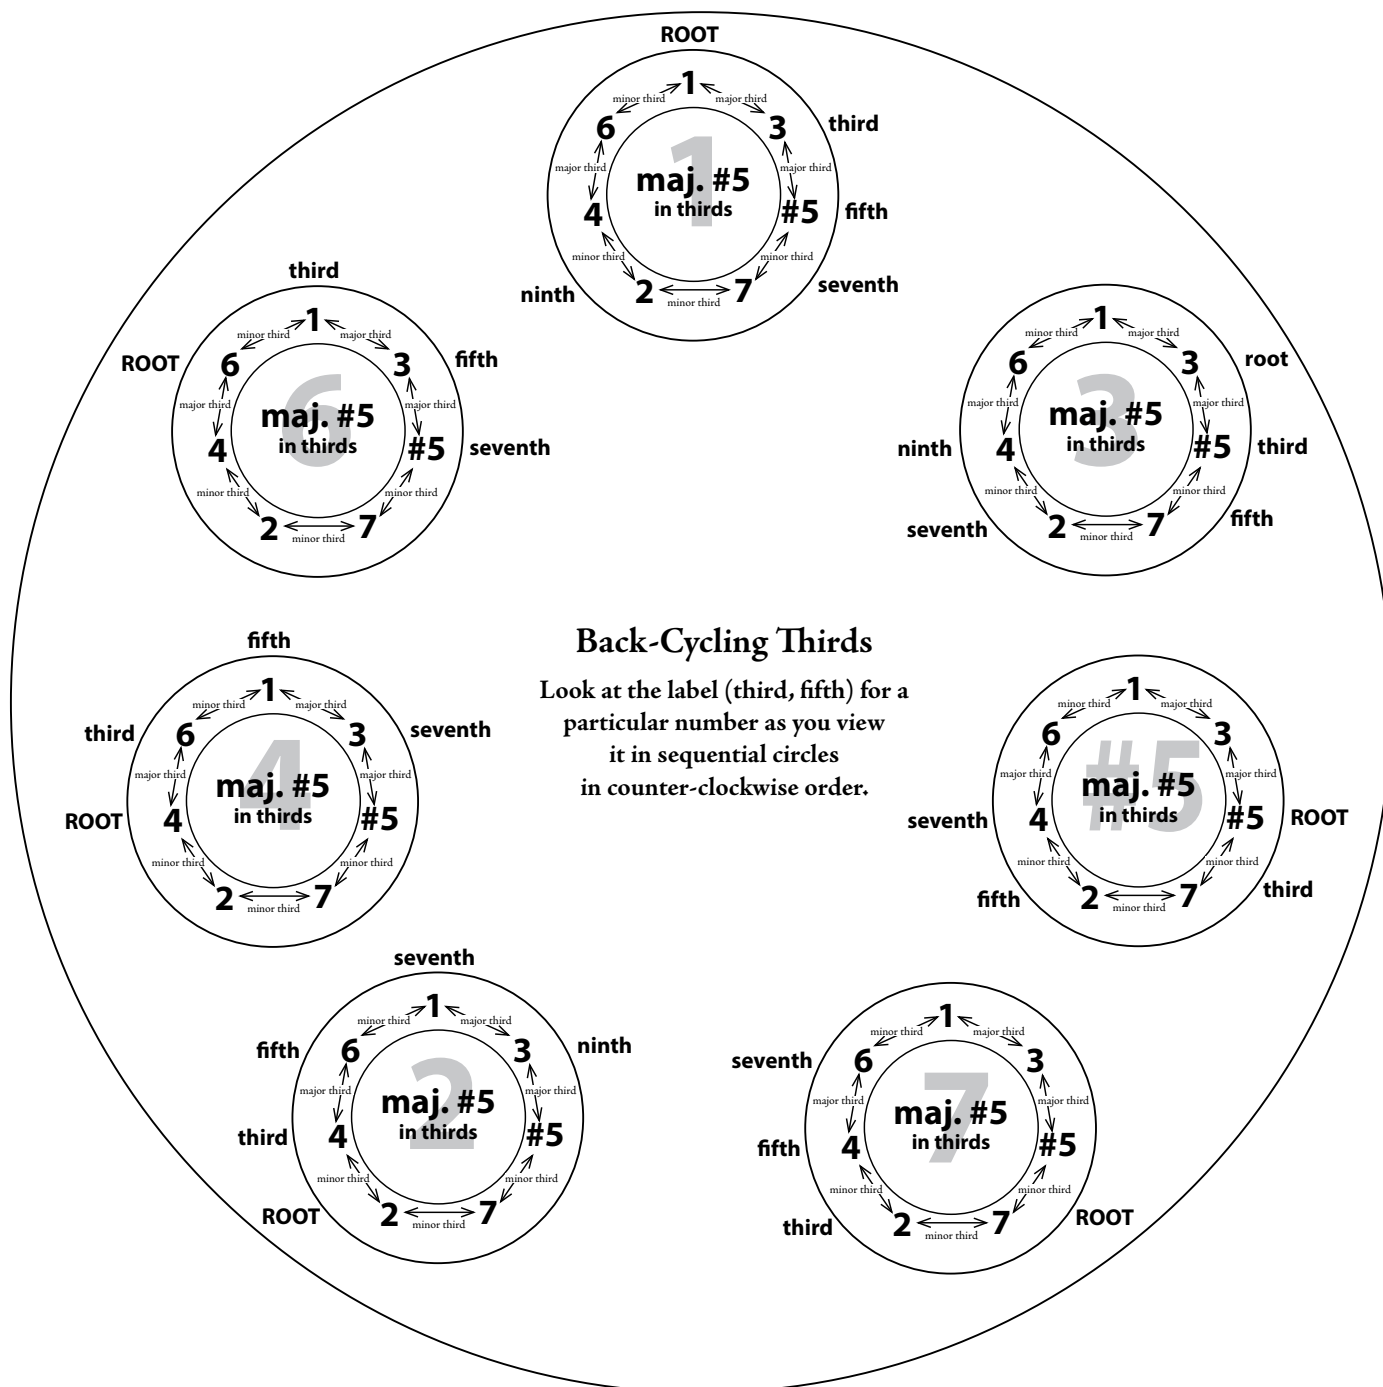 ROOT
1
minor third
major third
6
3
third
major third
major third
1
maj. #5
in thirds
4
#5
fifth
minor third
minor third
ninth
2
minor third
7
seventh
third
1
minor third
major third
ROOT
6
3
fifth
major third
major third
6
maj. #5
in thirds
4
#5
seventh
minor third
minor third
2
minor third
7
1
minor third
major third
6
3
root
major third
major third
3
maj. #5
in thirds
ninth
4
#5
third
minor third
minor third
seventh
2
minor third
7
fifth
Back-Cycling Thirds
Look at the label (third, fifth) for a
particular number as you view
it in sequential circles
in counter-clockwise order.
fifth
1
minor third
major third
third
6
3
seventh
major third
major third
4
maj. #5
in thirds
ROOT
4
#5
minor third
minor third
2
minor third
7
1
minor third
major third
6
3
major third
major third
#5
maj. #5
in thirds
seventh
4
#5
ROOT
minor third
minor third
fifth
2
minor third
7
third
seventh
1
minor third
major third
fifth
6
3
ninth
major third
major third
2
maj. #5
in thirds
third
4
#5
minor third
minor third
ROOT
2
minor third
7
1
minor third
major third
seventh
6
3
major third
major third
7
maj. #5
in thirds
fifth
4
#5
minor third
minor third
third
2
minor third
7
ROOT